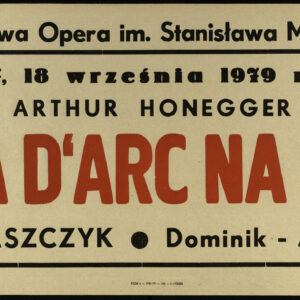 wa Opera im. Stanisława M
, 18 września 1979
ARTHUR HONEGGER
D'ARC NA
ASZCZYK ● Dominik -